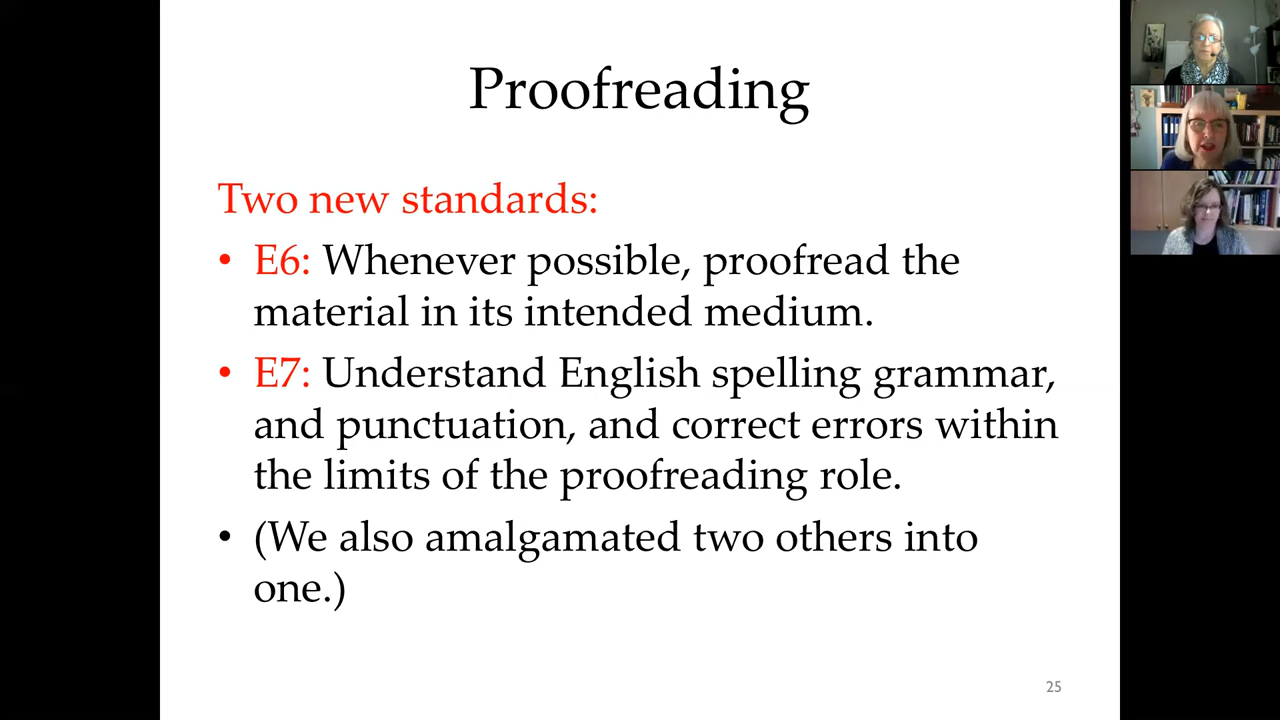 Proofreading
Two new standards:
• E6: Whenever possible, proofread the
material in its intended medium.
• E7: Understand English spelling grammar,
and punctuation, and correct errors within
the limits of the proofreading role.
• (We also amalgamated two others into
one.)
25